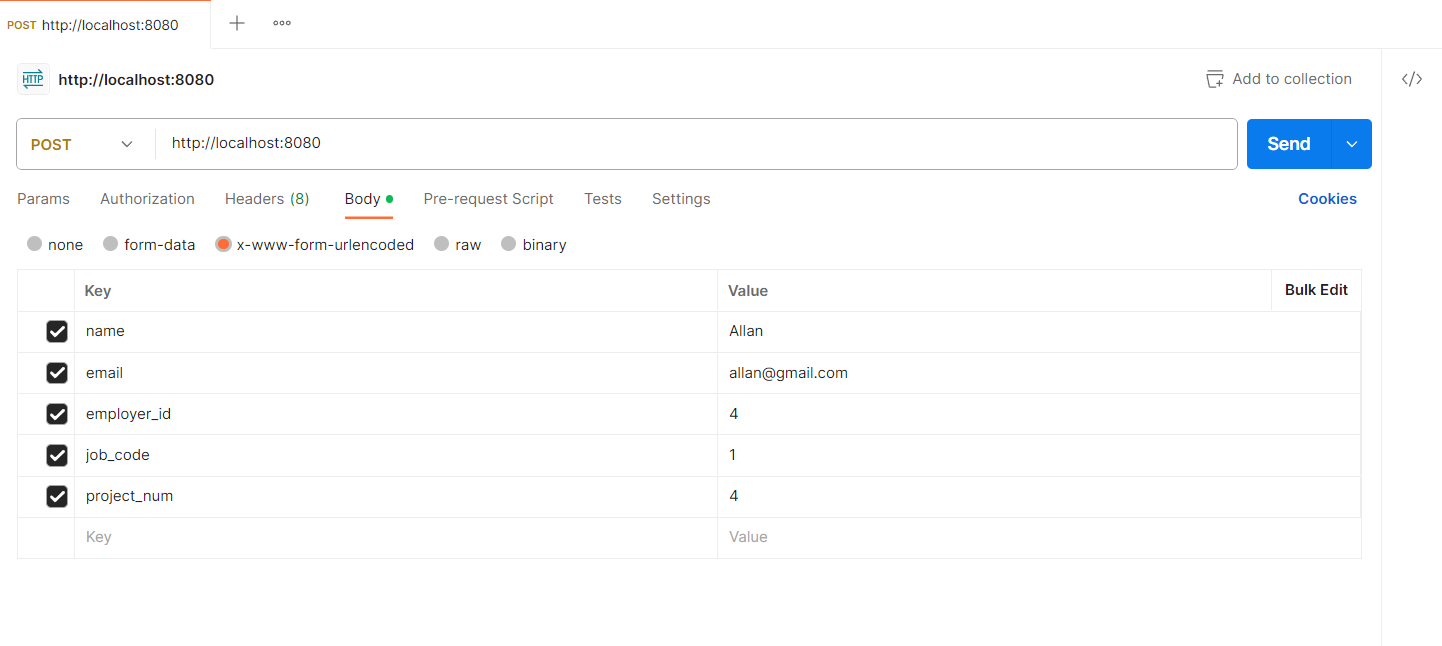 POST http://localhost:8080
HTTP http://localhost:8080 Add to collection </>
POST http://localhost:8080 Send
Params Authorization Headers (8) Body Pre-request Script Tests Settings Cookies
none form-data x-www-form-urlencoded raw binary
Key Value Bulk Edit
name Allan
email allan@gmail.com
employer_id 4
job_code 1
project_num 4
Key Value